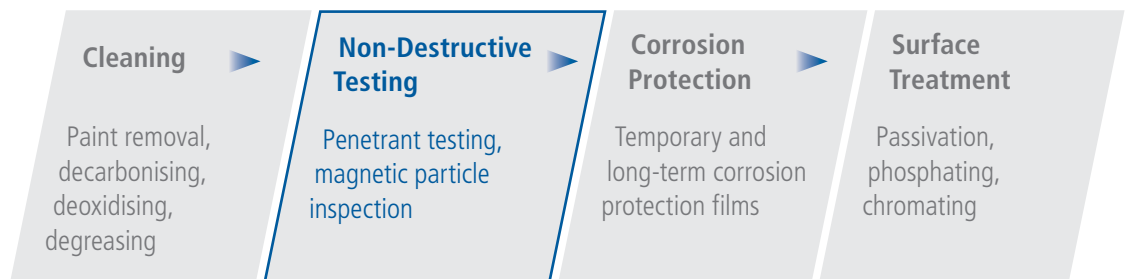 Cleaning
Paint removal,
decarbonising,
deoxidising,
degreasing
Non-Destructive
Testing
Penetrant testing,
magnetic particle
inspection
Corrosion
Protection
Temporary and
long-term corrosion
protection films
Surface
Treatment
Passivation,
phosphating,
chromating